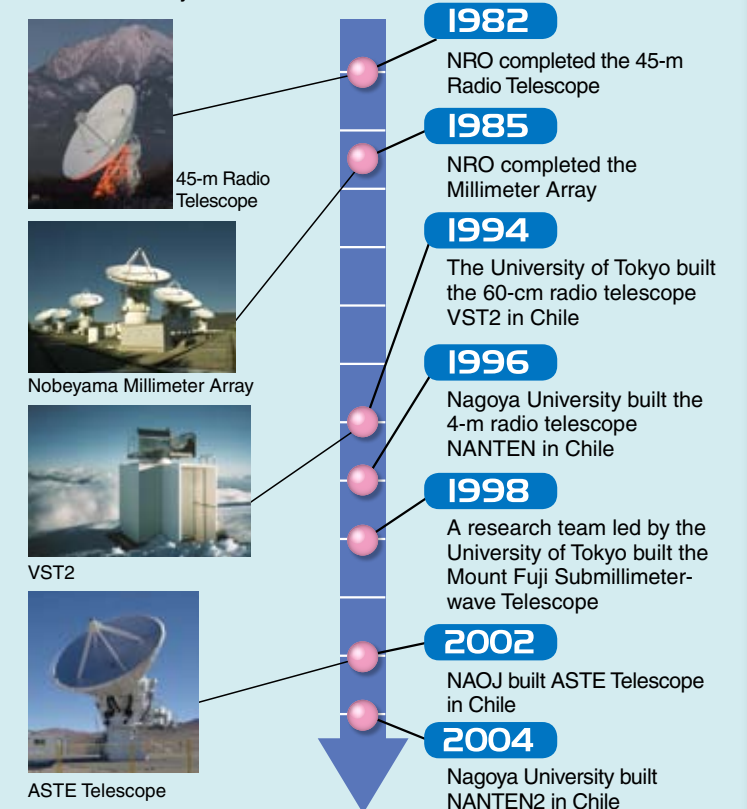 1982
NRO completed the 45-m
Radio Telescope
45-m Radio
Telescope
1985
NRO completed the
Millimeter Array
1994
The University of Tokyo built
the 60-cm radio telescope
VST2 in Chile
Nobeyama Millimeter Array
1996
Nagoya University built the
4-m radio telescope
NANTEN in Chile
1998
A research team led by the
University of Tokyo built the
Mount Fuji Submillimeter-
wave Telescope
VST2
2002
NAOJ built ASTE Telescope
in Chile
2004
Nagoya University built
NANTEN2 in Chile
ASTE Telescope